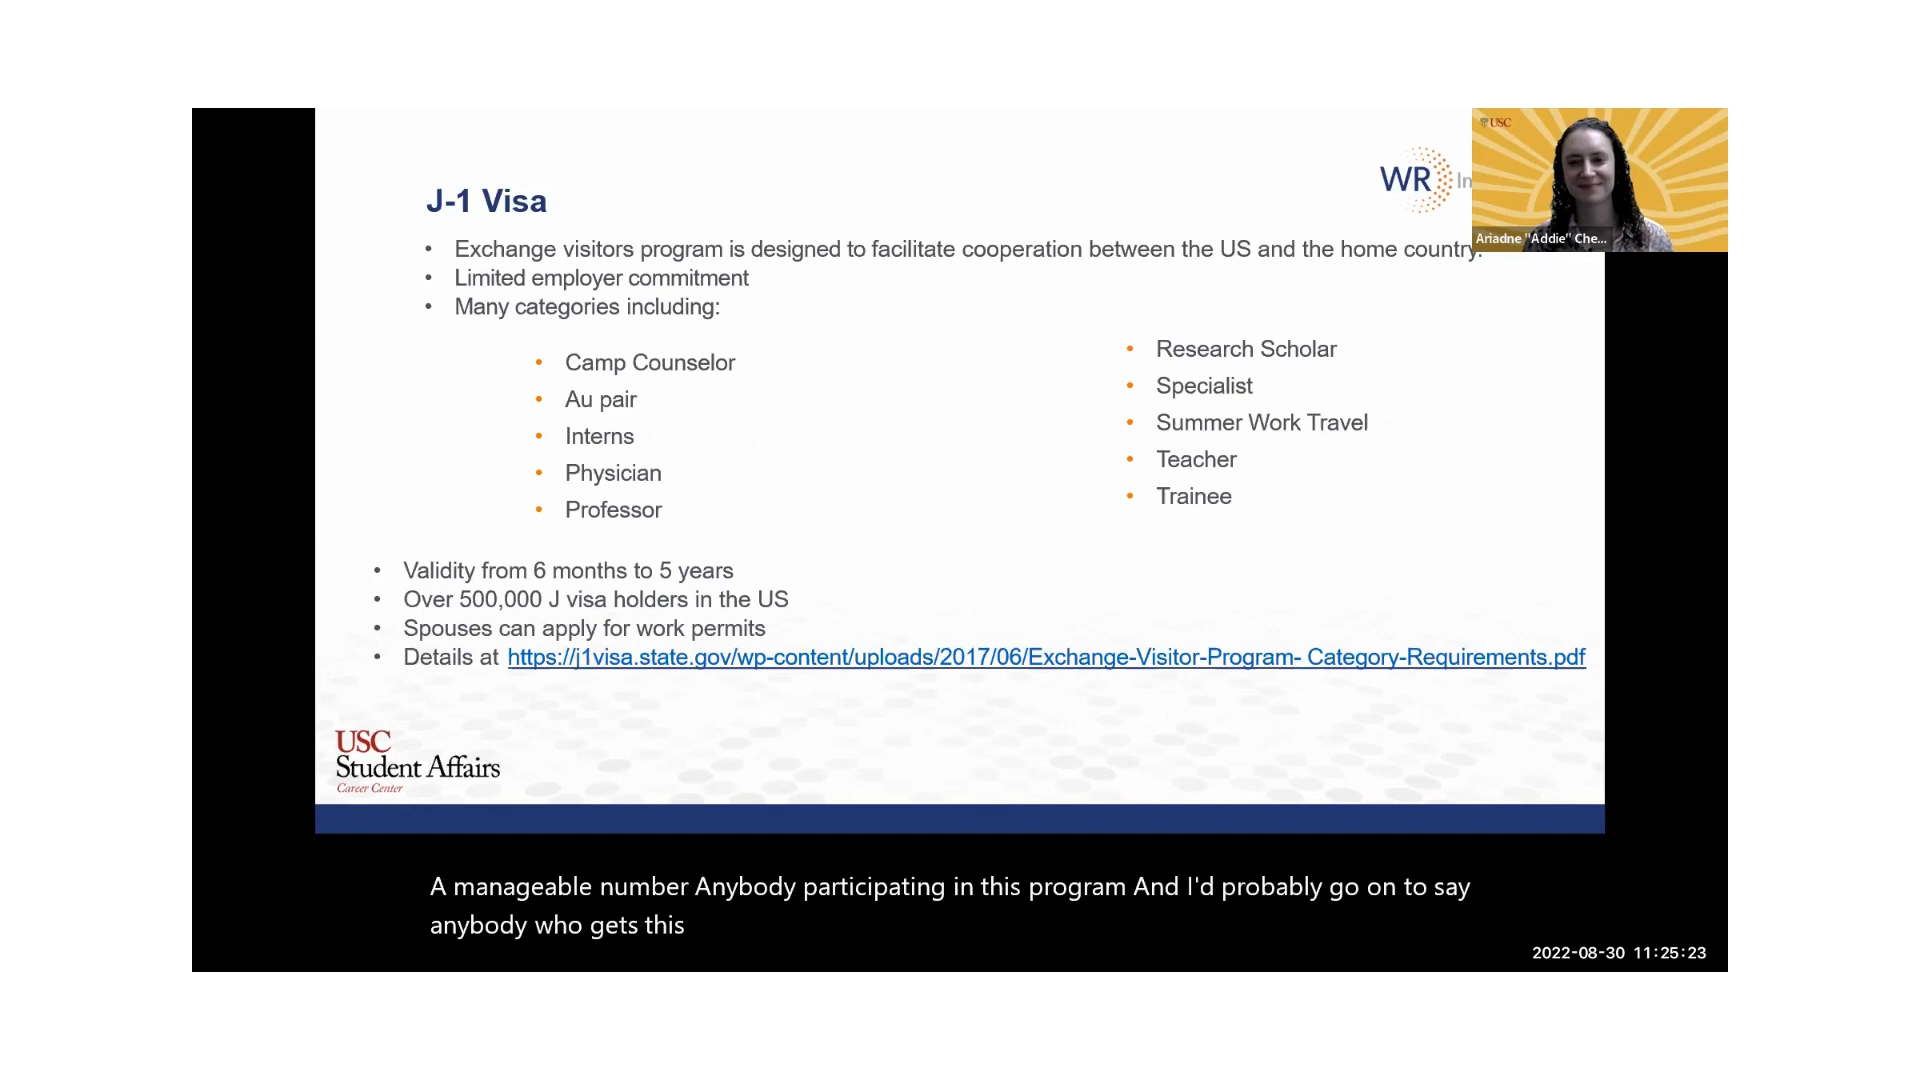 USC
WR
In
J-1 Visa
• Exchange visitors program is designed to facilitate cooperation between the US and the home country.
• Limited employer commitment
• Many categories including:
• Camp Counselor
• Au pair
• Interns
• Physician
• Professor
• Research Scholar
• Specialist
• Summer Work Travel
• Teacher
• Trainee
Ariadne "Addie" Che...
• Validity from 6 months to 5 years
• Over 500,000 J visa holders in the US
• Spouses can apply for work permits
• Details at https://j1visa.state.gov/wp-content/uploads/2017/06/Exchange-Visitor-Program- Category-Requirements.pdf
USC
Student Affairs
Career Center
A manageable number Anybody participating in this program And I'd probably go on to say
anybody who gets this
2022-08-30 11:25:23